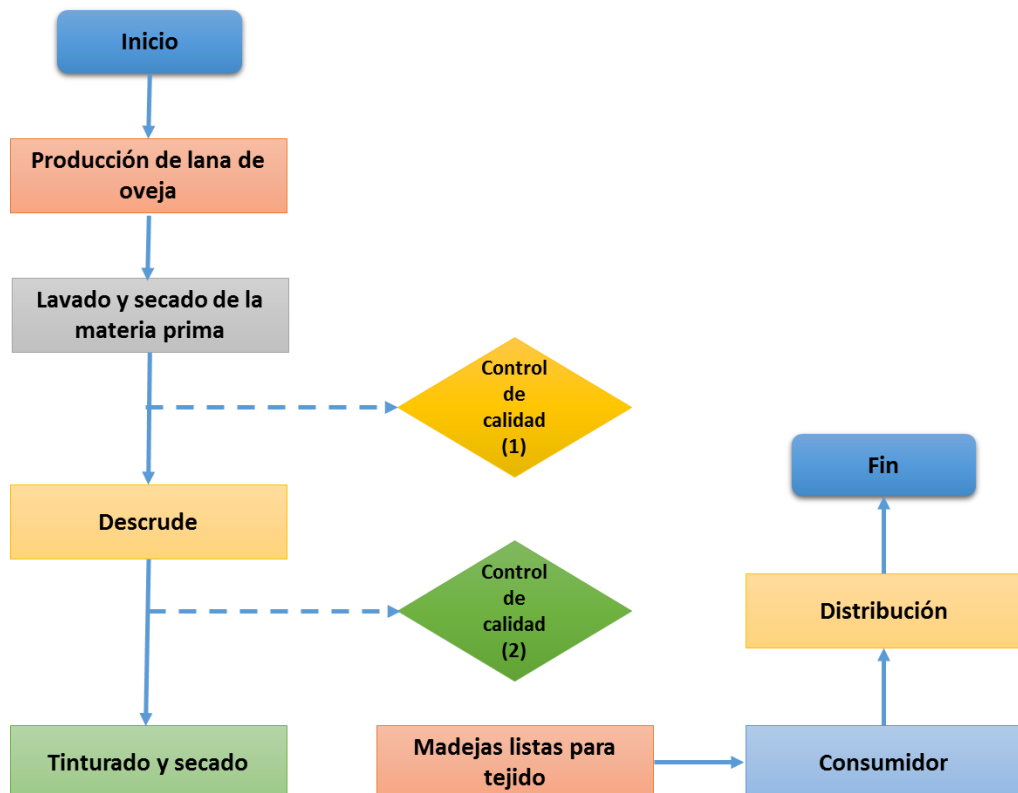 Inicio
Producción de lana de
oveja
Lavado y secado de la
materia prima
Control
de
calidad
(1)
Descrude
Control
de
calidad
(2)
Tinturado y secado
Madejas listas para
tejido
Consumidor
Distribución
Fin